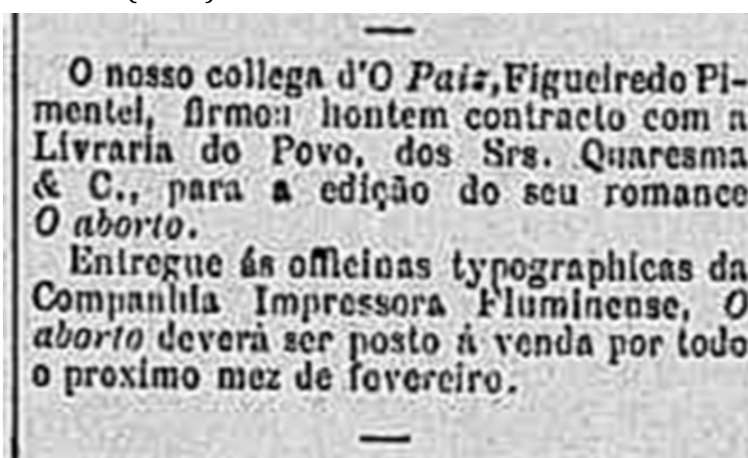 O nosso collega d'O Paiz, Figueiredo Pi-
mentel, firmou hontem contracto com a
Livraria do Povo, dos Srs. Quaresma
& C., para a edição do seu romance
O aborto.
Entregue ás officinas typographicas da
Companhia Impressora Fluminense, O
aborto deverá ser posto á venda por todo
o proximo mez de fevereiro.